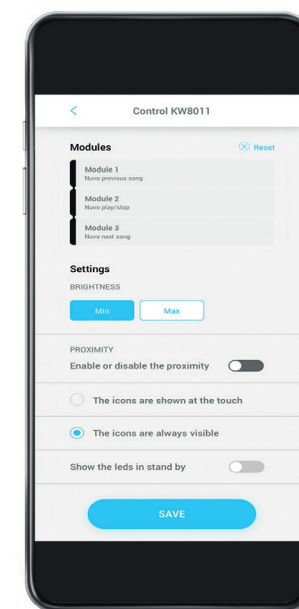 Control KW8011
Modules
Reset
Module 1
Nuvo previous song
Module 2
Nuvo play/stop
Module 3
Nuvo next song
Settings
BRIGHTNESS
Min
Max
PROXIMITY
Enable or disable the proximity
The icons are shown at the touch
The icons are always visible
Show the leds in stand by
SAVE